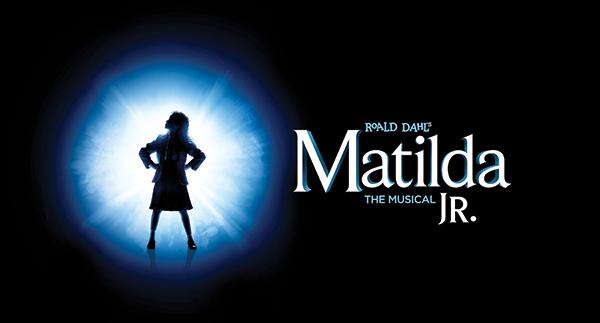 ROALD DAHL'S
Matilda
THE MUSICAL JR.